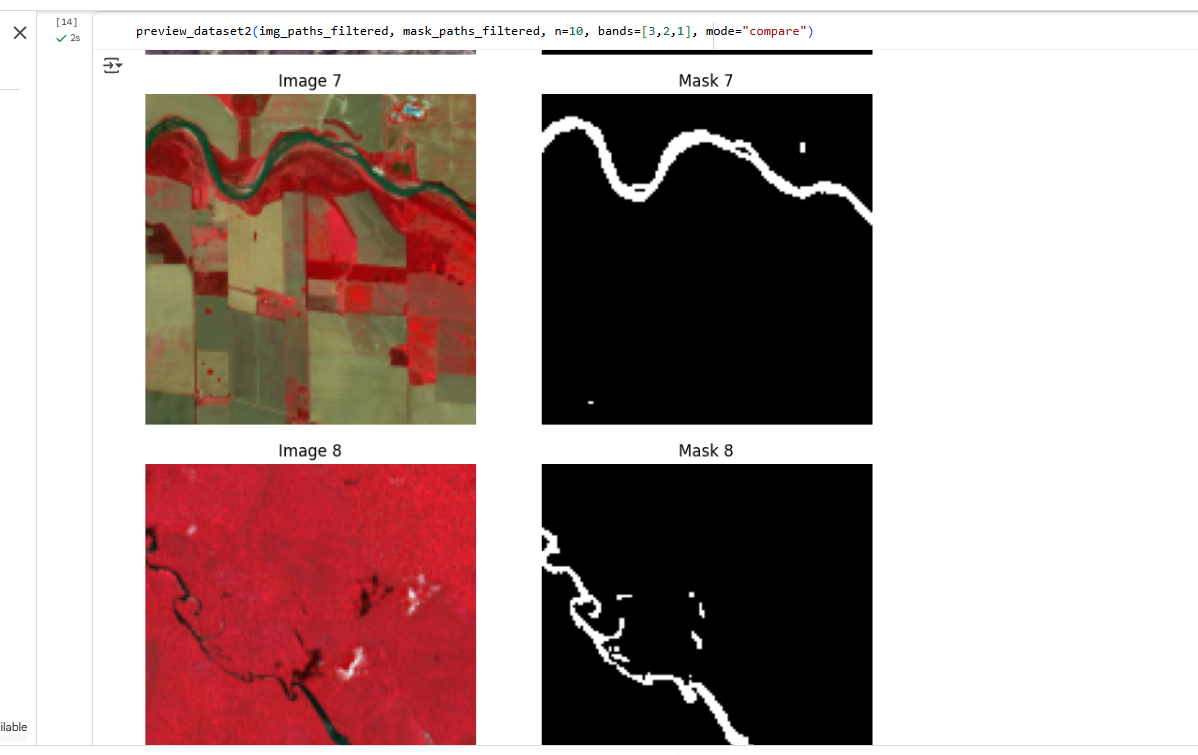 [14]
2s
preview_dataset2(img_paths_filtered, mask_paths_filtered, n=10, bands=[3,2,1], mode="compare")
Image 7
Mask 7
Image 8
Mask 8
ilable